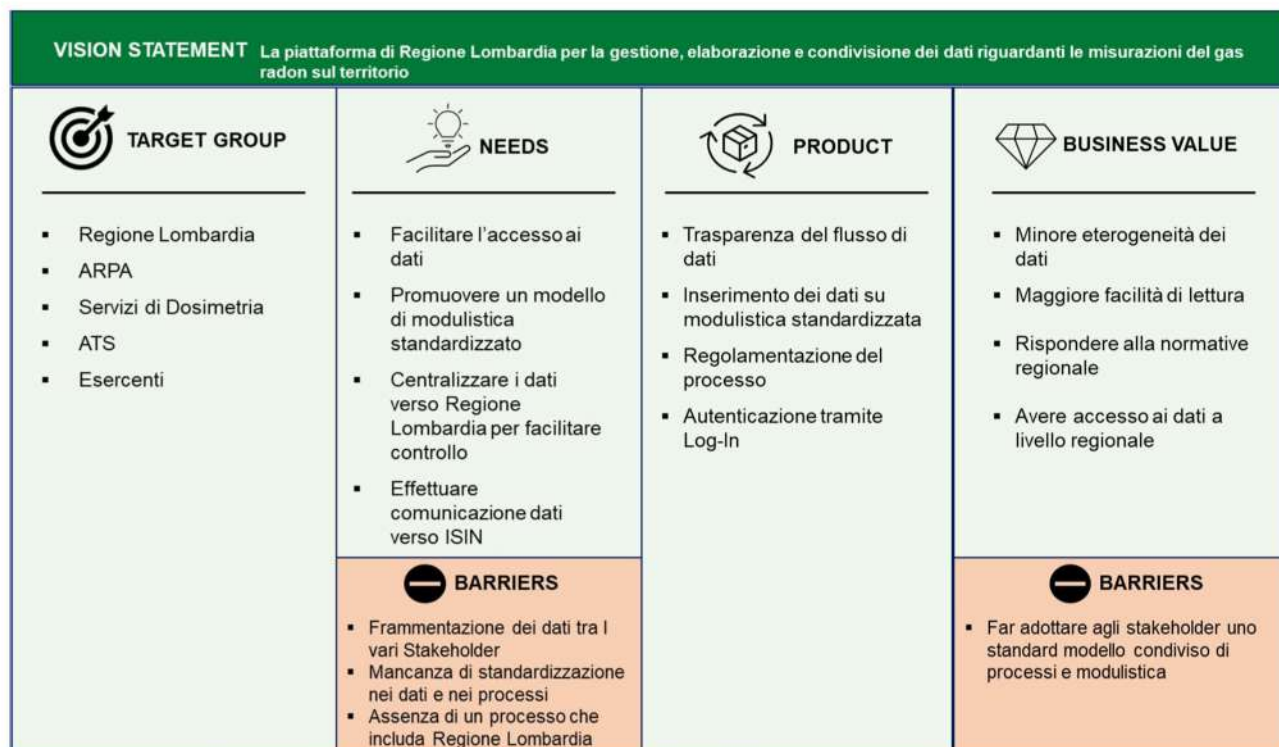 VISION STATEMENT La piattaforma di Regione Lombardia per la gestione, elaborazione e condivisione dei dati riguardanti le misurazioni del gas
radon sul territorio
TARGET GROUP
▪ Regione Lombardia
▪ ARPA
▪ Servizi di Dosimetria
▪ ATS
▪ Esercenti
NEEDS
▪ Facilitare l'accesso ai
dati
▪ Promuovere un modello
di modulistica
standardizzato
▪ Centralizzare i dati
verso Regione
Lombardia per facilitare
controllo
▪ Effettuare
comunicazione dati
verso ISIN
BARRIERS
▪ Frammentazione dei dati tra I
vari Stakeholder
▪ Mancanza di standardizzazione
nei dati e nei processi
▪ Assenza di un processo che
includa Regione Lombardia
PRODUCT
▪ Trasparenza del flusso di
dati
▪ Inserimento dei dati su
modulistica standardizzata
▪ Regolamentazione del
processo
▪ Autenticazione tramite
Log-In
BUSINESS VALUE
▪ Minore eterogeneità dei
dati
▪ Maggiore facilità di lettura
▪ Rispondere alla normative
regionale
▪ Avere accesso ai dati a
livello regionale
BARRIERS
▪ Far adottare agli stakeholder uno
standard modello condiviso di
processi e modulistica